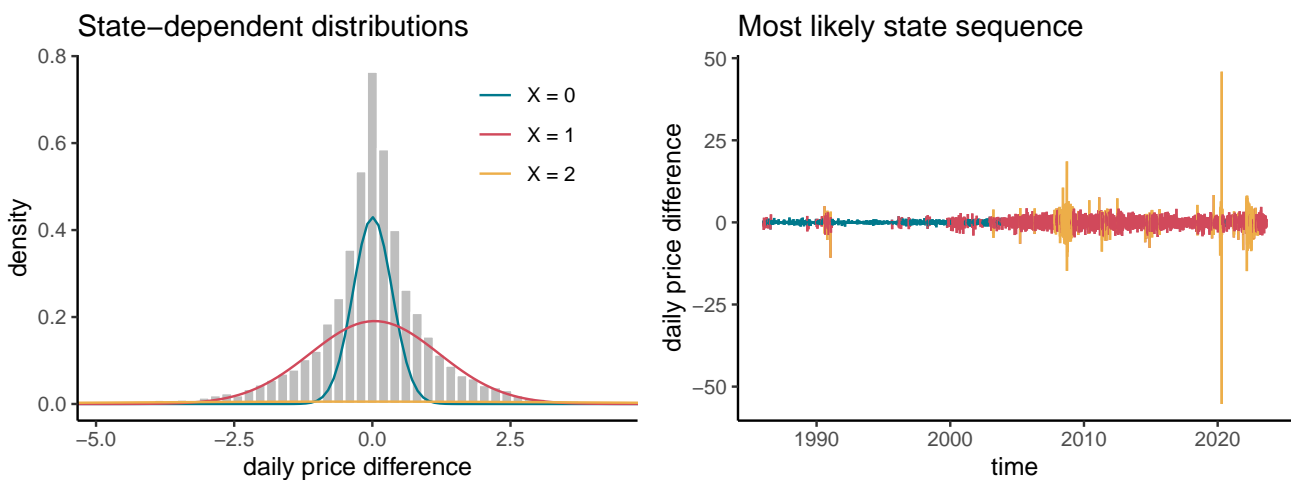 State−dependent distributions
0.8
0.6
0.4
0.2
0.0
density
−5.0
−2.5
0.0
2.5
daily price difference
X = 0
X = 1
X = 2
Most likely state sequence
50
25
0
−25
−50
daily price difference
1990
2000
2010
2020
time